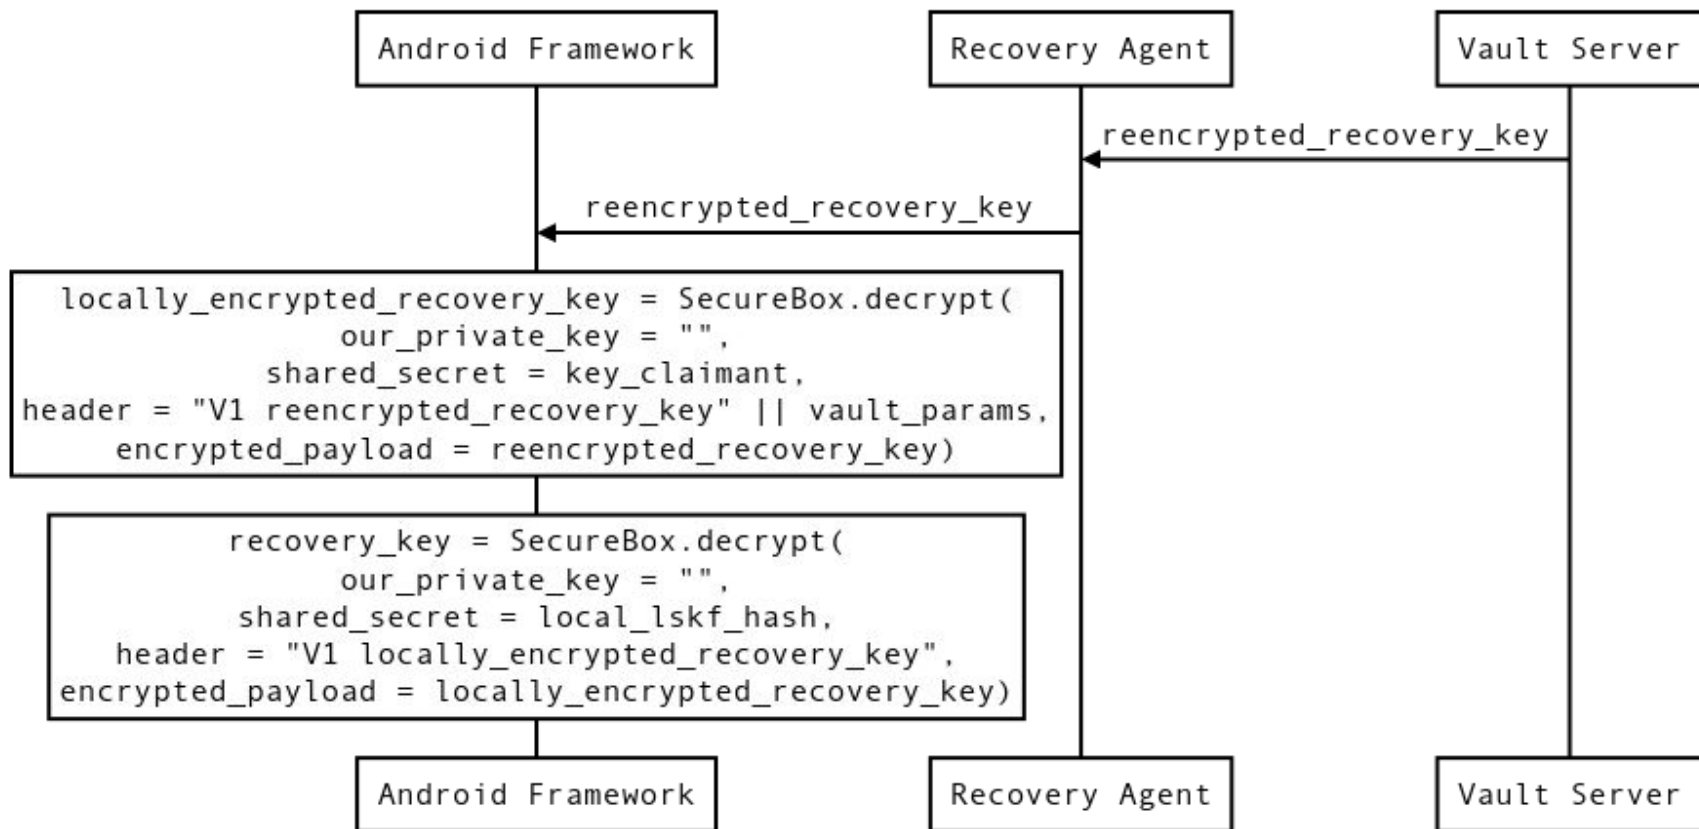 Android Framework
Recovery Agent
Vault Server
reencrypted_recovery_key
reencrypted_recovery_key
locally_encrypted_recovery_key = SecureBox.decrypt(
our_private_key = "",
shared_secret = key_claimant,
header = "V1 reencrypted_recovery_key" || vault_params,
encrypted_payload = reencrypted_recovery_key)
recovery_key = SecureBox.decrypt(
our_private_key = "",
shared_secret = local_lskf_hash,
header = "V1 locally_encrypted_recovery_key",
encrypted_payload = locally_encrypted_recovery_key)
Android Framework
Recovery Agent
Vault Server